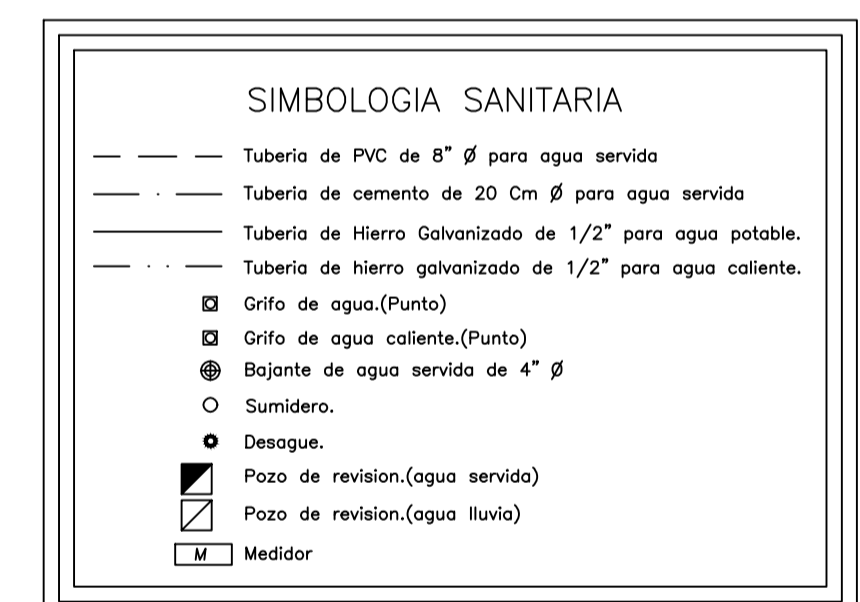 SIMBOLOGIA SANITARIA
Tuberia de PVC de 8" Ø para agua servida
Tuberia de cemento de 20 Cm Ø para agua servida
Tuberia de Hierro Galvanizado de 1/2" para agua potable.
Tuberia de hierro galvanizado de 1/2" para agua caliente.
Grifo de agua.(Punto)
Grifo de agua caliente.(Punto)
Bajante de agua servida de 4" Ø
Sumidero.
Desague.
Pozo de revision.(agua servida)
Pozo de revision.(agua lluvia)
M Medidor